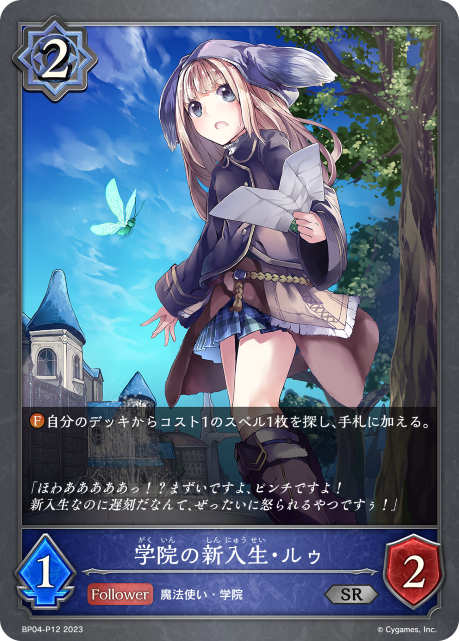 2
F 自分のデッキからコスト1のスペル1枚を探し、手札に加える。
「ほわあああああっ!?まずいですよ、ピンチですよ!
新入生なのに遅刻だなんて、ぜったいに怒られるやつですぅ!」
がく いん しん にゅう せい
学院の新入生・ルゥ
1
Follower 魔法使い・学院
SR
2
BP04-P12 2023
© Cygames, Inc.